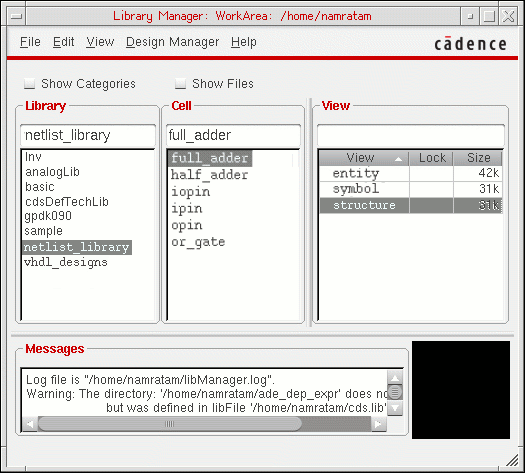 Library Manager: WorkArea: /home/namratam
File Edit View Design Manager Help
cādence
Show Categories
Show Files
Library
netlist_library
Inv
analogLib
basic
cdsDefTechLib
gpdk090
sample
netlist_library
vhdl_designs
Cell
full_adder
full_adder
half_adder
iopin
ipin
opin
or_gate
View
View Lock Size
entity 42k
symbol 31k
structure 31k
Messages
Log file is "/home/namratam/libManager.log".
Warning: The directory: '/home/namratam/ade_dep_expr' does no
but was defined in libFile '/home/namratam/cds.lib'